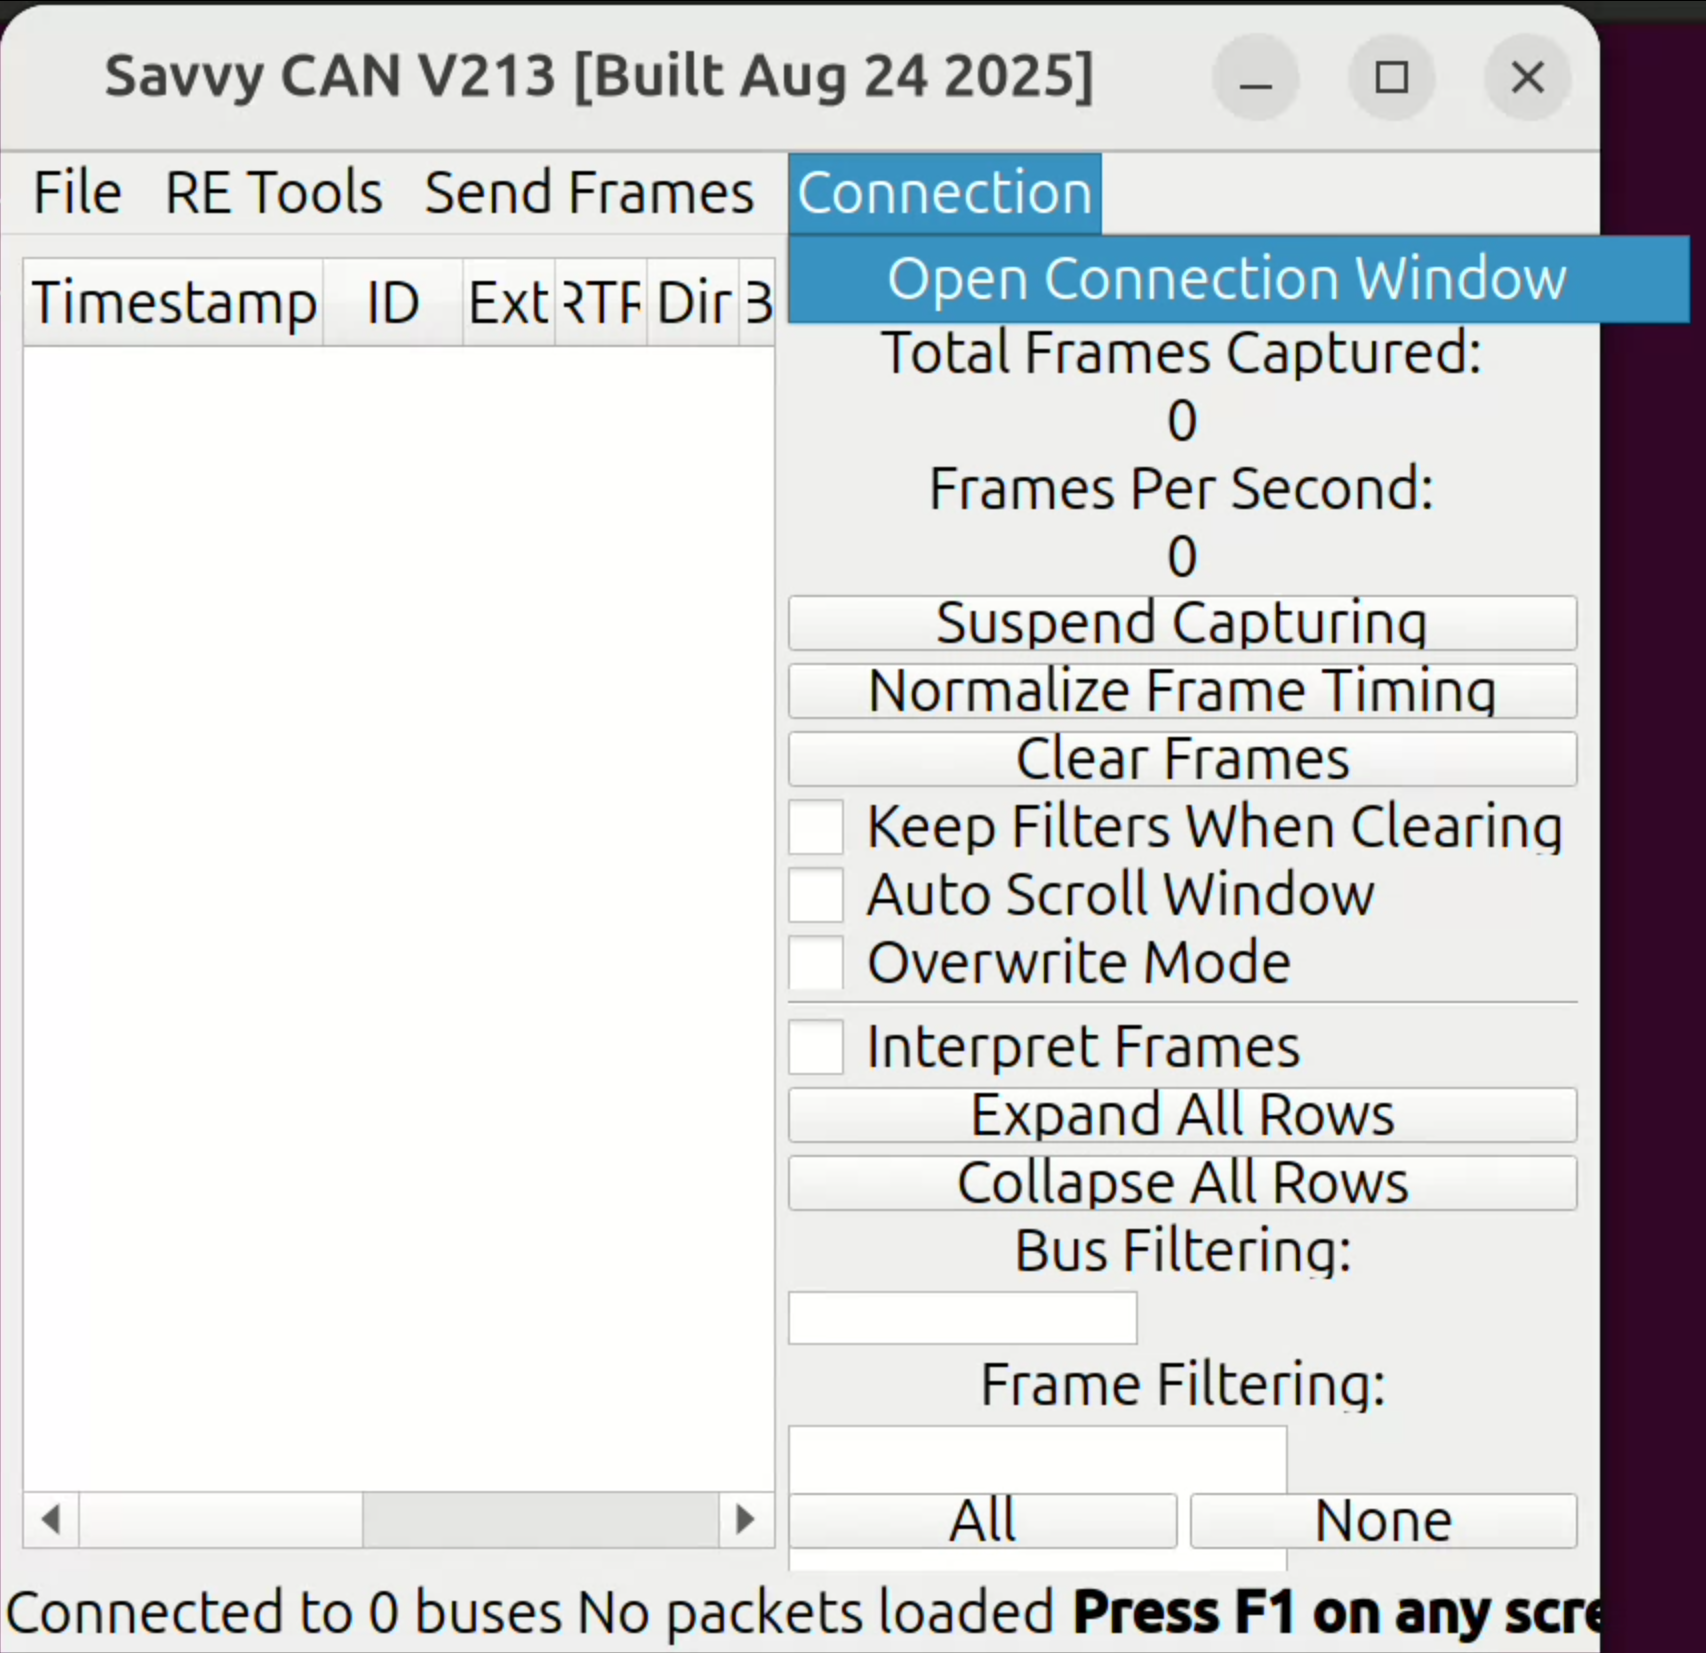 Savvy CAN V213 [Built Aug 24 2025]
File RE Tools Send Frames Connection
Open Connection Window
Timestamp ID Ext Dir
Total Frames Captured:
0
Frames Per Second:
0
Suspend Capturing
Normalize Frame Timing
Clear Frames
Keep Filters When Clearing
Auto Scroll Window
Overwrite Mode
Interpret Frames
Expand All Rows
Collapse All Rows
Bus Filtering:
Frame Filtering:
All None
Connected to 0 buses No packets loaded Press F1 on any scre